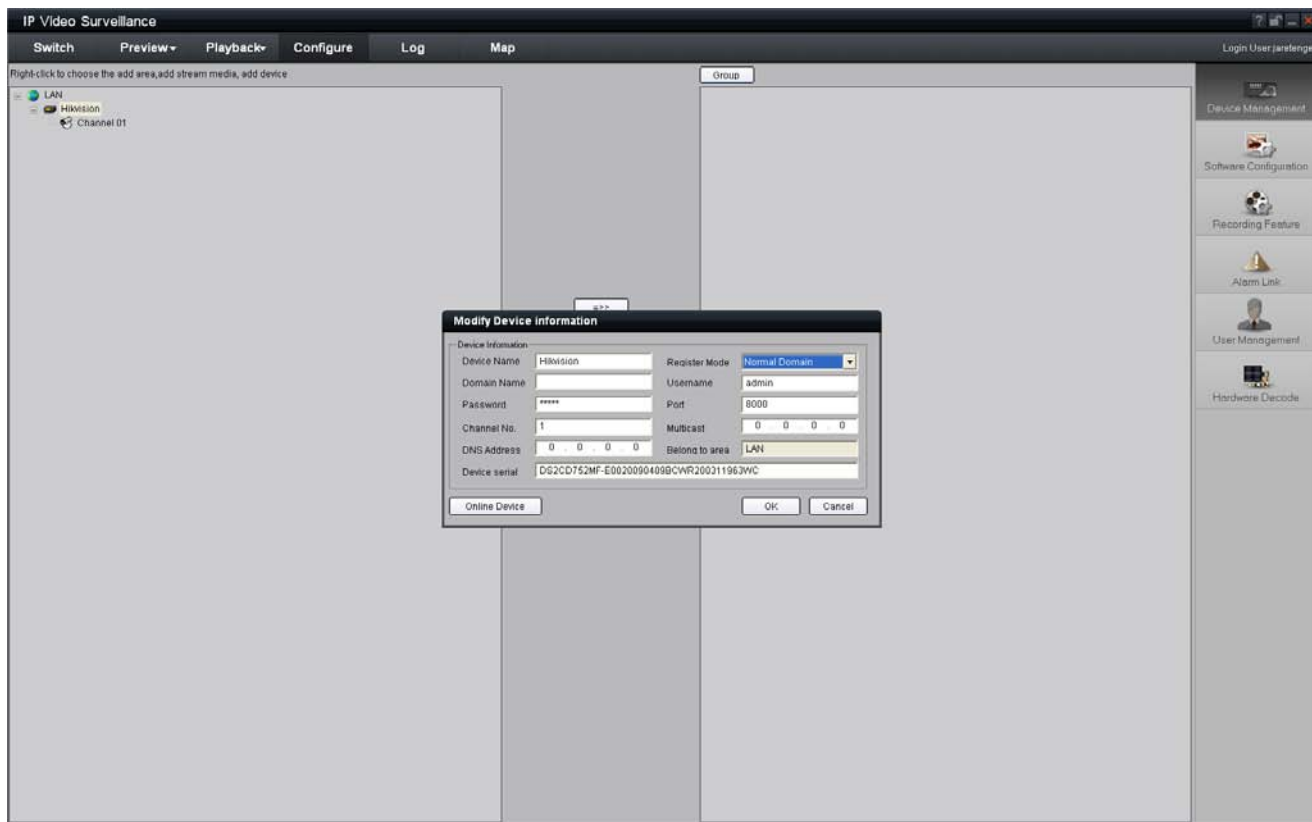 IP Video Surveillance
Switch Preview Playback Configure Log Map
Right-click to choose the add area,add stream media, add device
Group
LAN
Hikvision
Channel 01
=>>
Modify Device information
Device Information
Device Name Hikvision Register Mode Normal Domain
Domain Name Username admin
Password ***** Port 8000
Channel No. 1 Multicast 0 . 0 . 0 . 0
DNS Address 0 . 0 . 0 . 0 Belong to area LAN
Device serial DS2CD752MF-E0020090409BCWR200311963WC
Online Device OK Cancel
Login User:
Device Management
Software Configuration
Recording Feature
Alarm Link
User Management
Hardware Decode